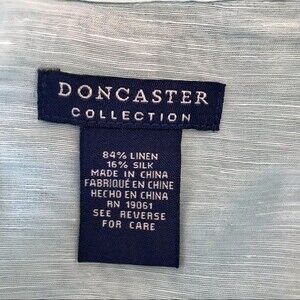 DONCASTER
COLLECTION
84% LINEN
16% SILK
MADE IN CHINA
FABRIQUÉ EN CHINE
HECHO EN CHINA
RN 19061
SEE REVERSE
FOR CARE